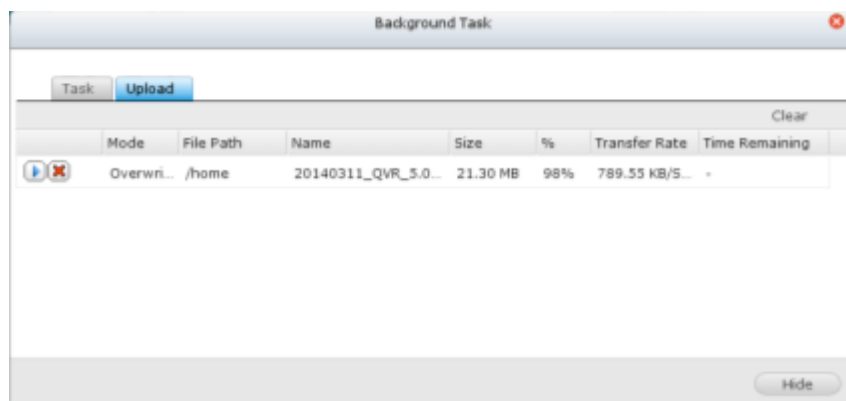 Background Task
Task Upload
Clear
Mode File Path Name Size % Transfer Rate Time Remaining
Overwri... /home 20140311_QVR_5.0... 21.30 MB 98% 789.55 KB/S... -
Hide